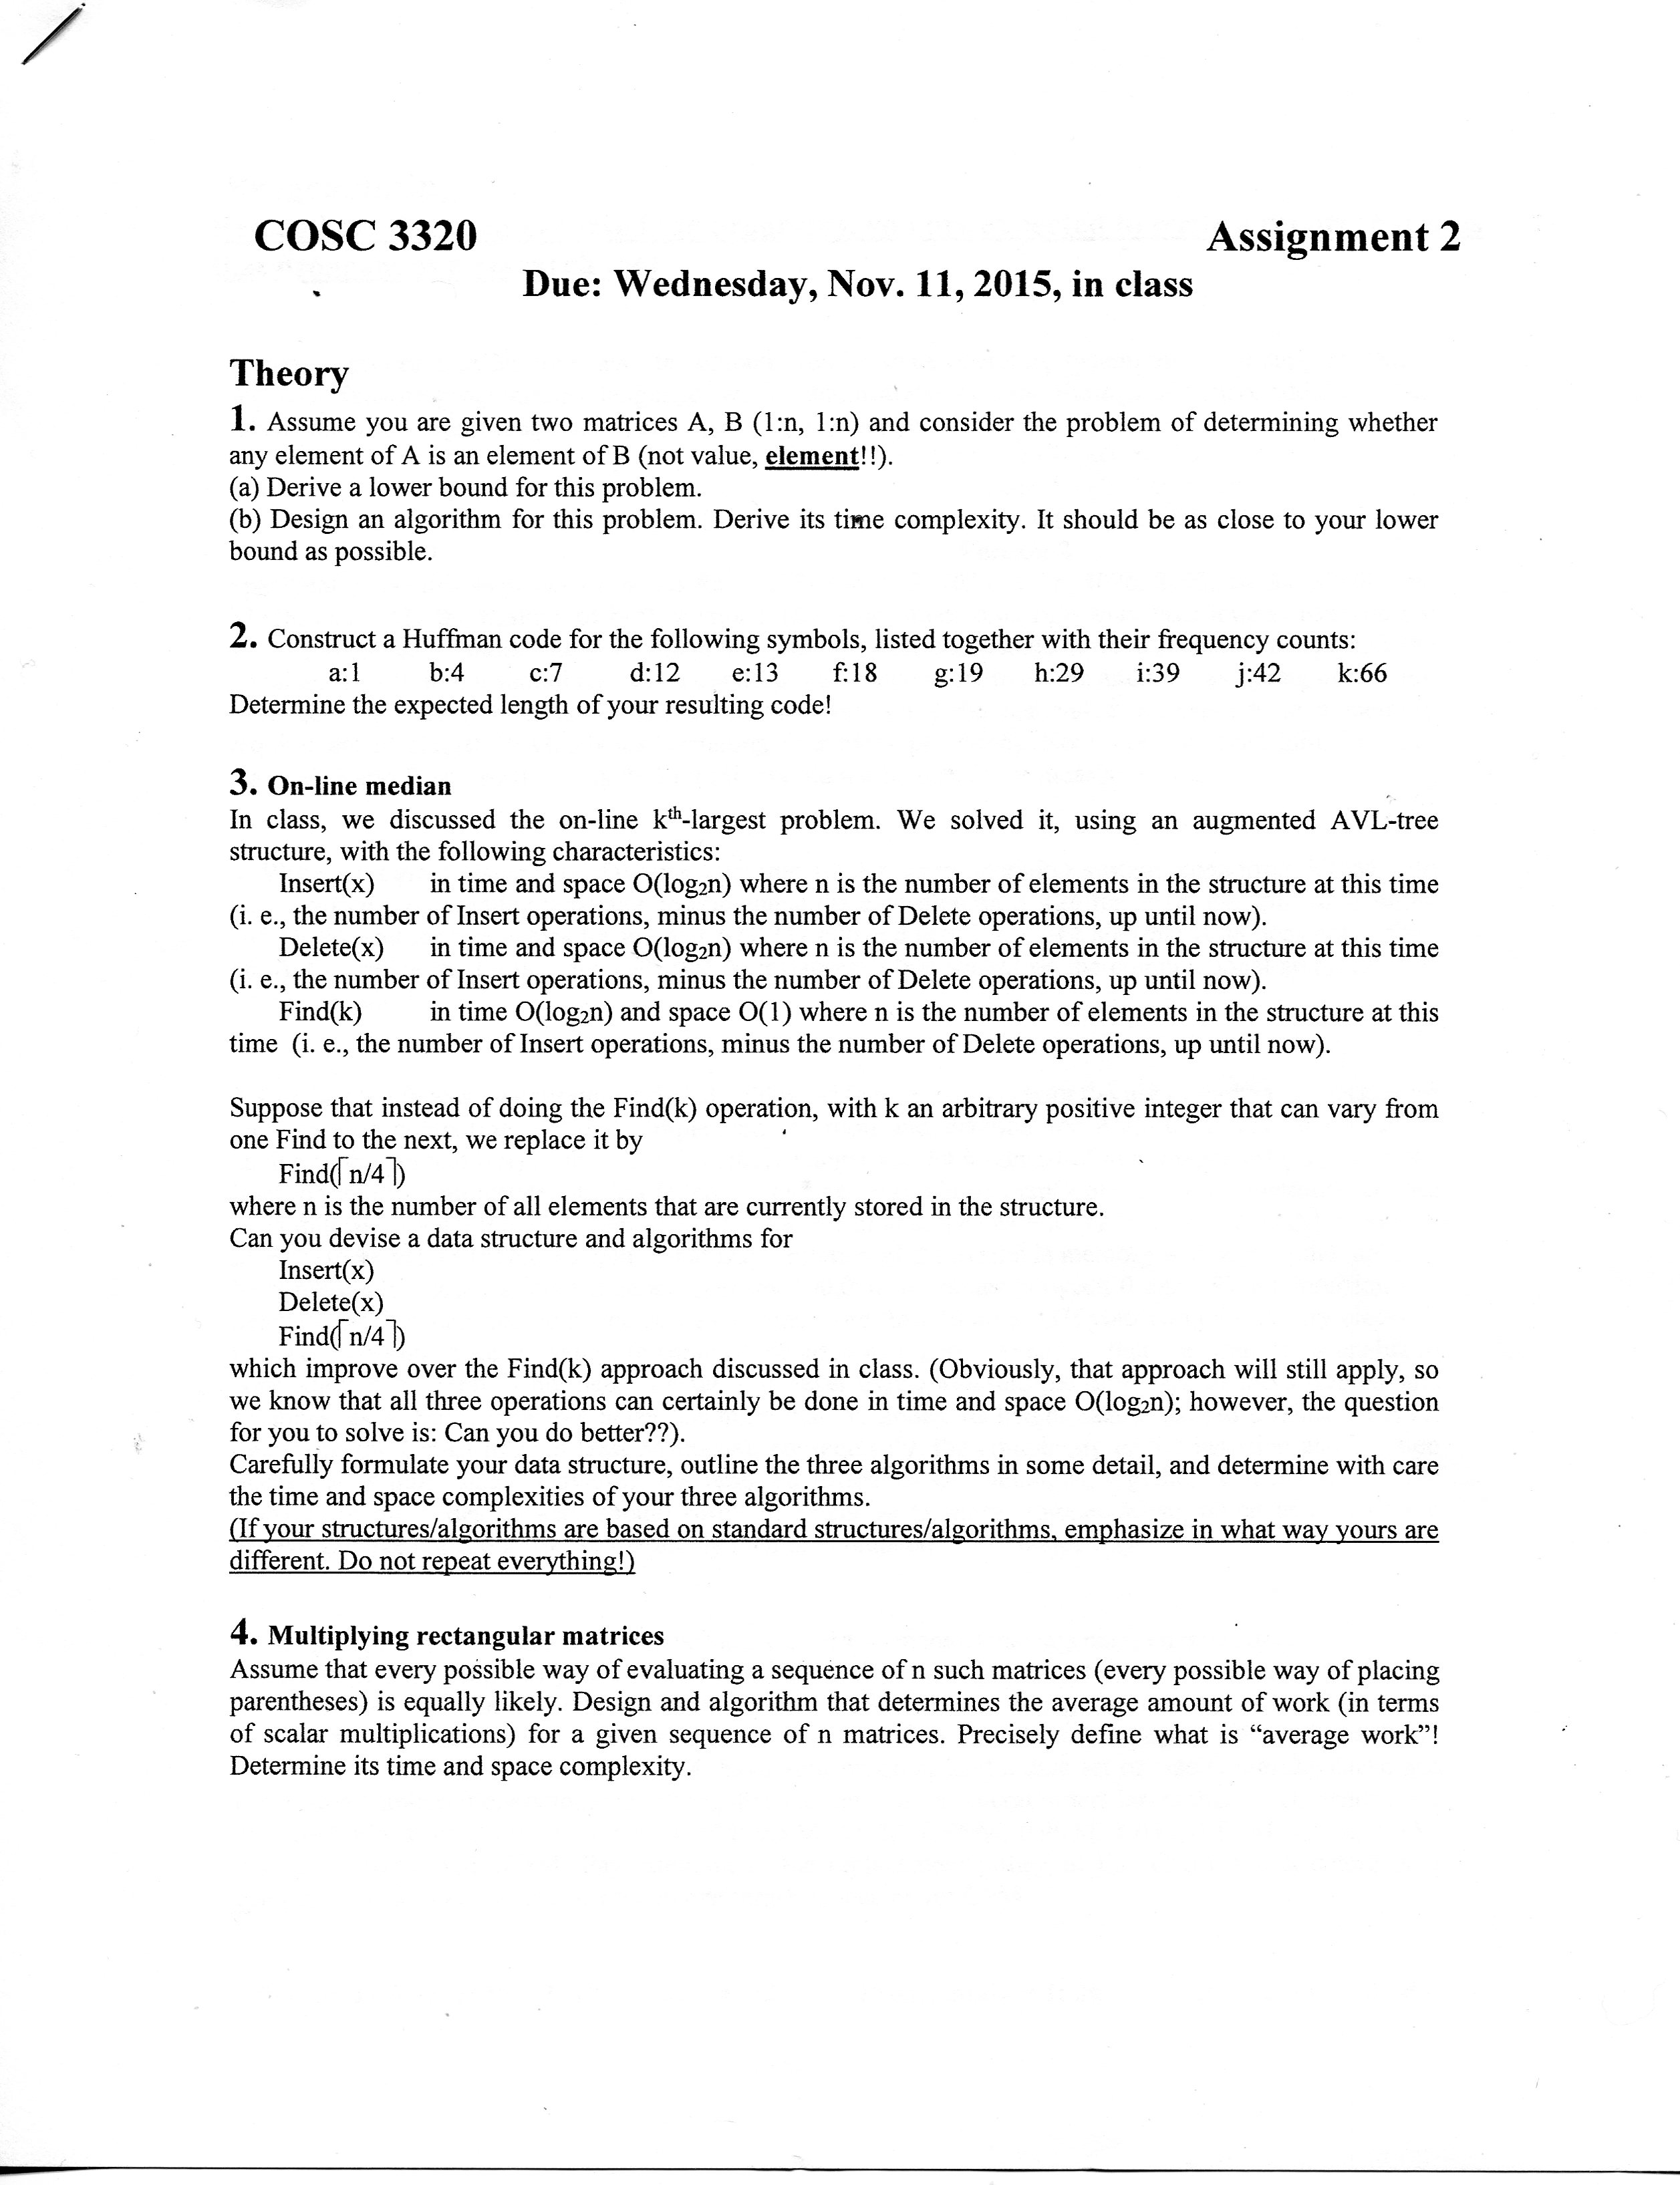 COSC 3320 Assignment 2
Due: Wednesday, Nov. 11, 2015, in class
Theory
1. Assume you are given two matrices A, B (1:n, 1:n) and consider the problem of determining whether
any element of A is an element of B (not value, element!!).
(a) Derive a lower bound for this problem.
(b) Design an algorithm for this problem. Derive its time complexity. It should be as close to your lower
bound as possible.
2. Construct a Huffman code for the following symbols, listed together with their frequency counts:
a:1 b:4 c:7 d:12 e:13 f:18 g:19 h:29 i:39 j:42 k:66
Determine the expected length of your resulting code!
3. On-line median
In class, we discussed the on-line kth-largest problem. We solved it, using an augmented AVL-tree
structure, with the following characteristics:
Insert(x) in time and space O(log₂n) where n is the number of elements in the structure at this time
(i. e., the number of Insert operations, minus the number of Delete operations, up until now).
Delete(x) in time and space O(log₂n) where n is the number of elements in the structure at this time
(i. e., the number of Insert operations, minus the number of Delete operations, up until now).
Find(k) in time O(log₂n) and space O(1) where n is the number of elements in the structure at this
time (i. e., the number of Insert operations, minus the number of Delete operations, up until now).
Suppose that instead of doing the Find(k) operation, with k an arbitrary positive integer that can vary from
one Find to the next, we replace it by
Find(⌈n/4⌉)
where n is the number of all elements that are currently stored in the structure.
Can you devise a data structure and algorithms for
Insert(x)
Delete(x)
Find(⌈n/4⌉)
which improve over the Find(k) approach discussed in class. (Obviously, that approach will still apply, so
we know that all three operations can certainly be done in time and space O(log₂n); however, the question
for you to solve is: Can you do better??).
Carefully formulate your data structure, outline the three algorithms in some detail, and determine with care
the time and space complexities of your three algorithms.
(If your structures/algorithms are based on standard structures/algorithms, emphasize in what way yours are
different. Do not repeat everything!)
4. Multiplying rectangular matrices
Assume that every possible way of evaluating a sequence of n such matrices (every possible way of placing
parentheses) is equally likely. Design and algorithm that determines the average amount of work (in terms
of scalar multiplications) for a given sequence of n matrices. Precisely define what is “average work”!
Determine its time and space complexity.